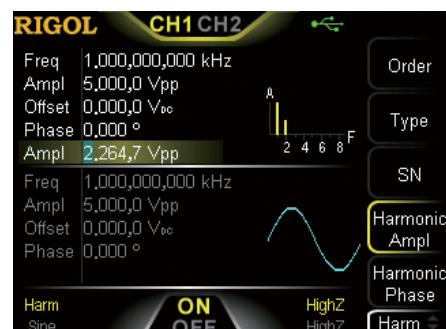 RIGOL CH1 CH2
Freq 1.000,000,000 kHz
Ampl 5.000,0 Vpp
Offset 0.000,0 VDC
Phase 0.000 °
Ampl 2.264,7 Vpp
A
2 4 6 8 F
Freq 1.000,000,000 kHz
Ampl 5.000,0 Vpp
Offset 0.000,0 VDC
Phase 0.000 °
Harm ON HighZ
Sine OFF HighZ
Order
Type
SN
Harmonic
Ampl
Harmonic
Phase
Harm